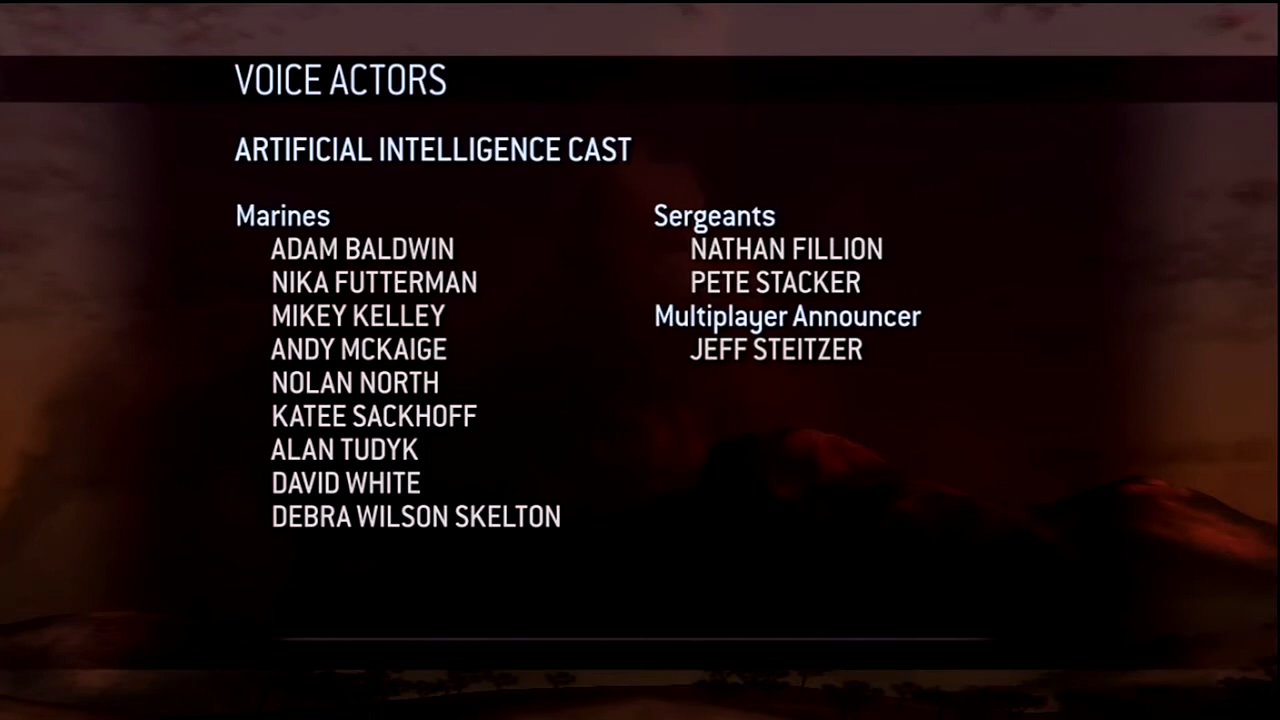 VOICE ACTORS
ARTIFICIAL INTELLIGENCE CAST
Marines
ADAM BALDWIN
NIKA FUTTERMAN
MIKEY KELLEY
ANDY MCKAIGE
NOLAN NORTH
KATEE SACKHOFF
ALAN TUDYK
DAVID WHITE
DEBRA WILSON SKELTON
Sergeants
NATHAN FILLION
PETE STACKER
Multiplayer Announcer
JEFF STEITZER